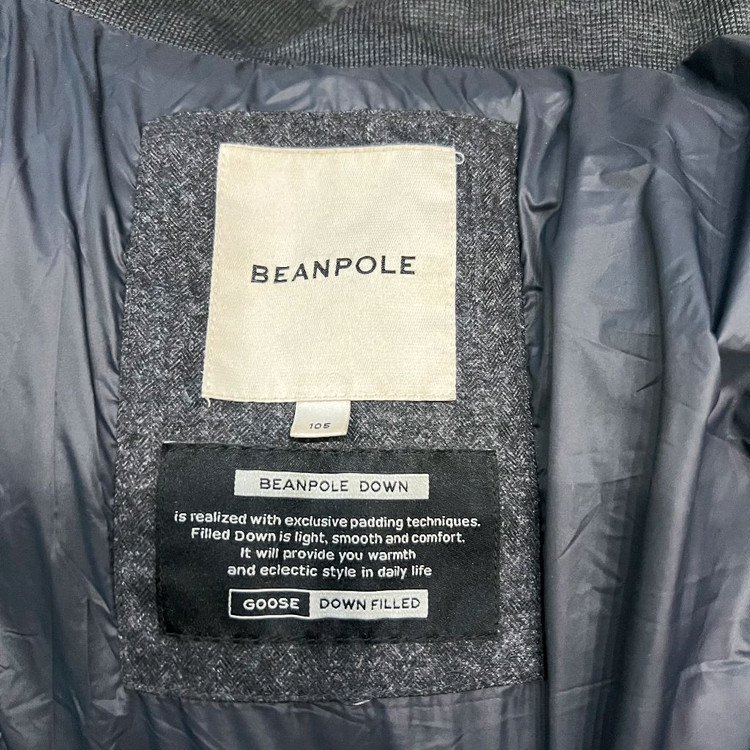 BEANPOLE
105
BEANPOLE DOWN
is realized with exclusive padding techniques.
Filled Down is light, smooth and comfort.
It will provide you warmth
and eclectic style in daily life
GOOSE DOWN FILLED